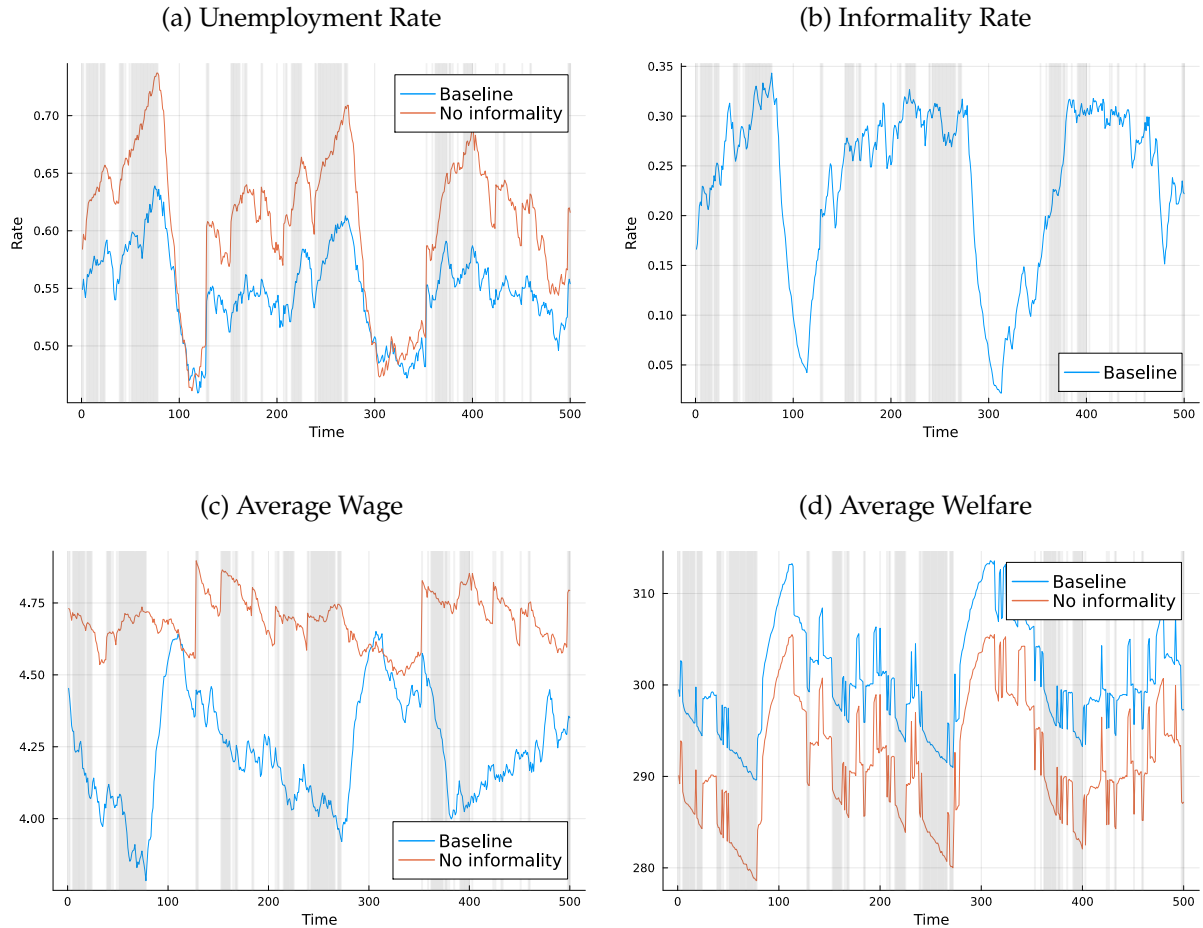 (a) Unemployment Rate
Rate
0.70
0.65
0.60
0.55
0.50
0 100 200 300 400 500
Time
Baseline
No informality
(b) Informality Rate
Rate
0.35
0.30
0.25
0.20
0.15
0.10
0.05
0 100 200 300 400 500
Time
Baseline
(c) Average Wage
4.75
4.50
4.25
4.00
0 100 200 300 400 500
Time
Baseline
No informality
(d) Average Welfare
310
300
290
280
0 100 200 300 400 500
Time
Baseline
No informality